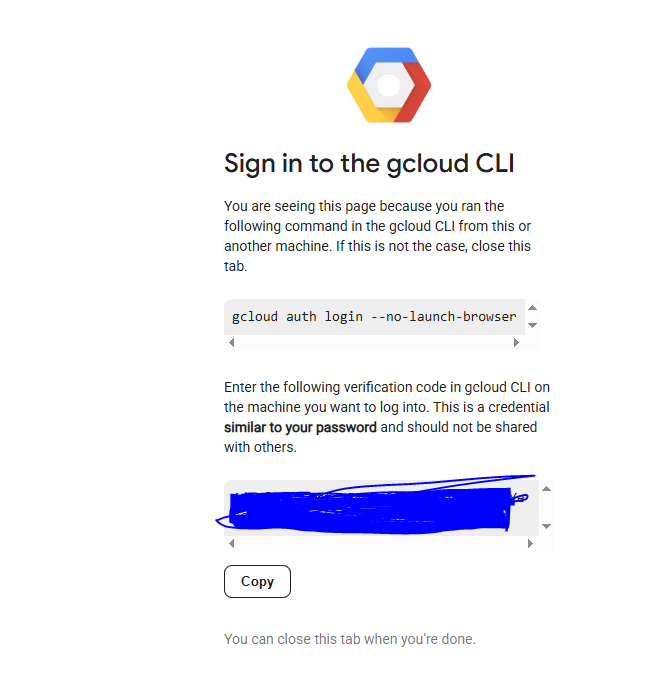 Sign in to the gcloud CLI
You are seeing this page because you ran the
following command in the gcloud CLI from this or
another machine. If this is not the case, close this
tab.
gcloud auth login --no-launch-browser
Enter the following verification code in gcloud CLI on
the machine you want to log into. This is a credential
similar to your password and should not be shared
with others.
Copy
You can close this tab when you’re done.